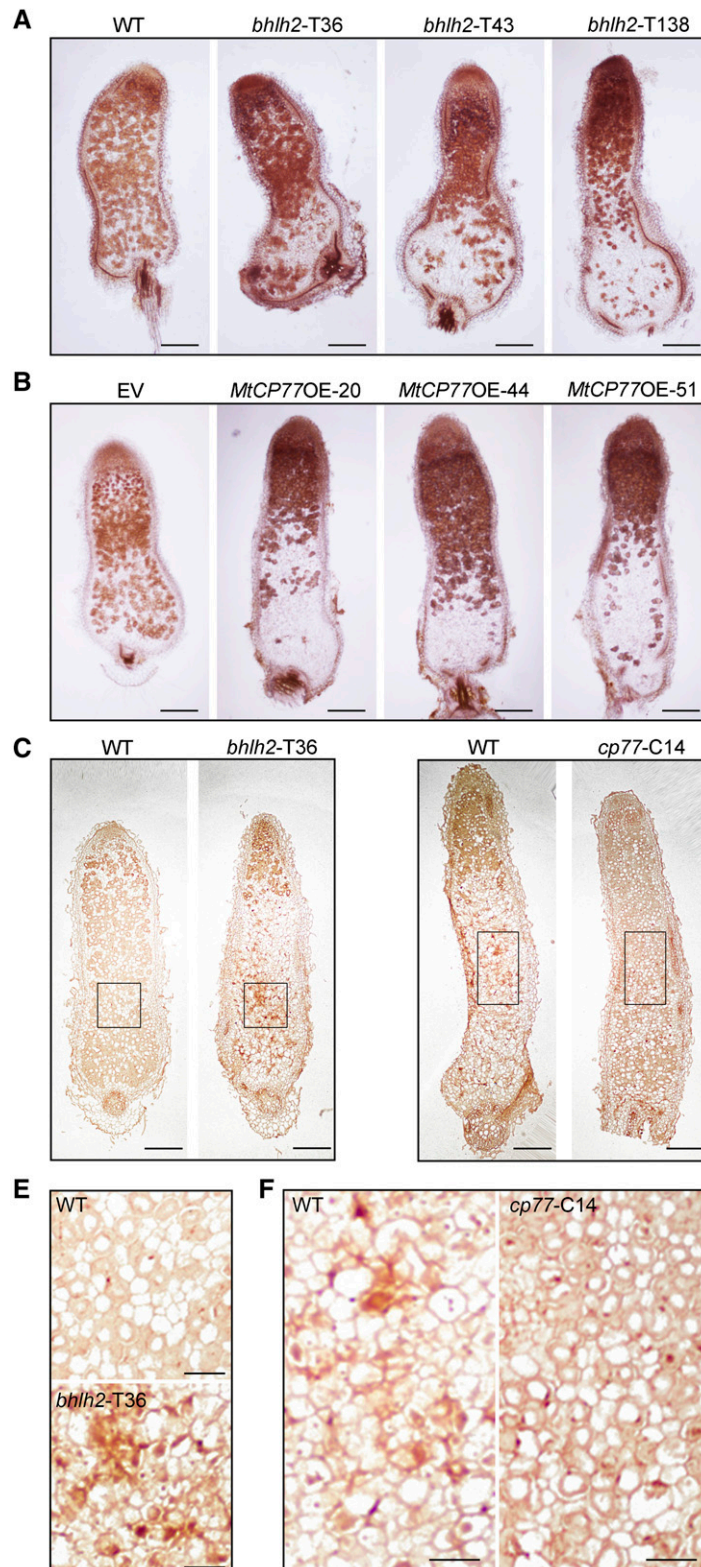 A
WT bhlh2-T36 bhlh2-T43 bhlh2-T138
B
EV MtCP77OE-20 MtCP77OE-44 MtCP77OE-51
C
WT bhlh2-T36 WT cp77-C14
E F
WT WT cp77-C14
bhlh2-T36